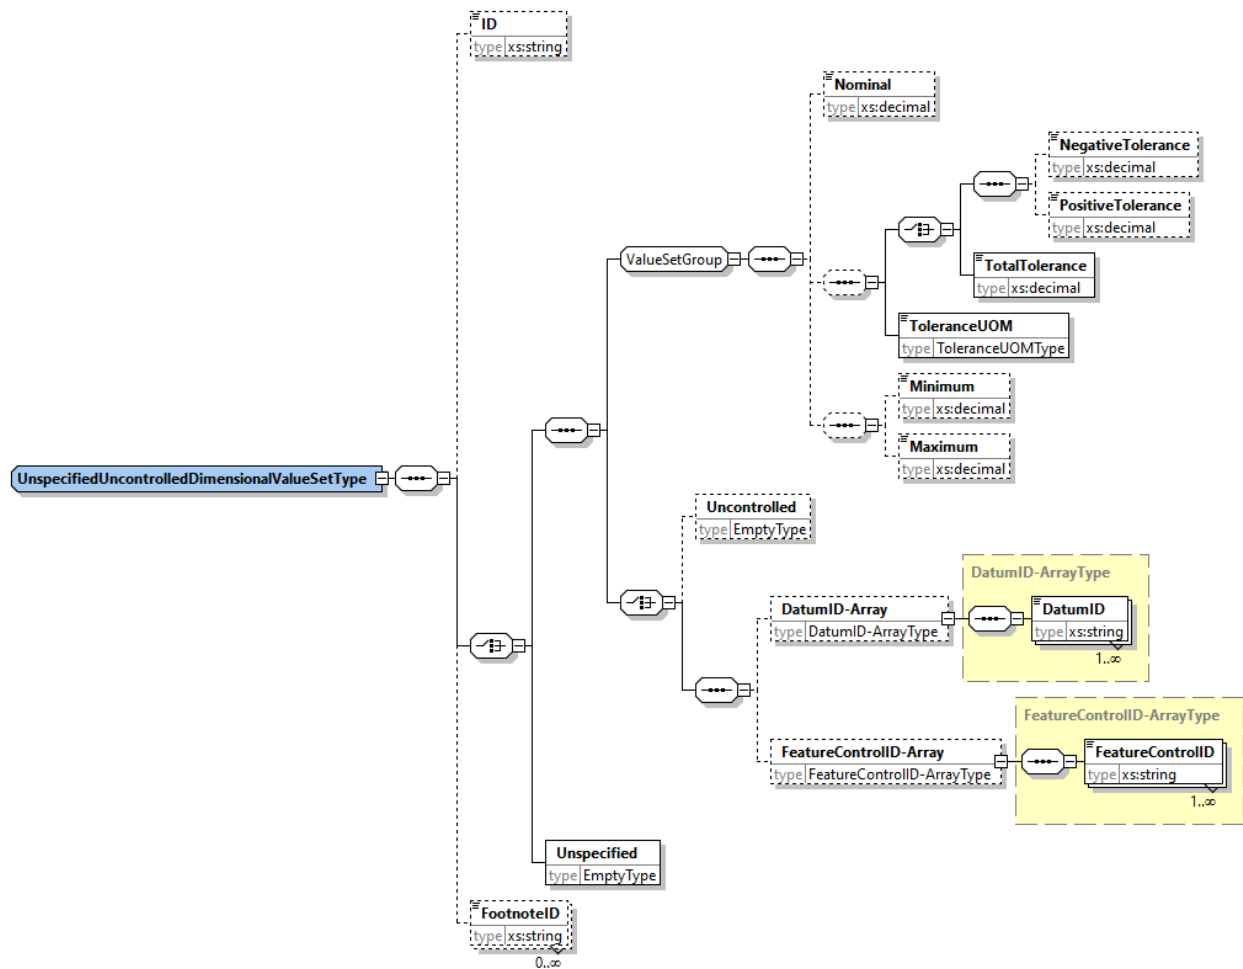 ID
type xs:string
Nominal
type xs:decimal
NegativeTolerance
type xs:decimal
PositiveTolerance
type xs:decimal
ValueSetGroup
TotalTolerance
type xs:decimal
ToleranceUOM
type ToleranceUOMType
Minimum
type xs:decimal
Maximum
type xs:decimal
UnspecifiedUncontrolledDimensionalValueSetType
Uncontrolled
type EmptyType
DatumID-ArrayType
DatumID-Array
type DatumID-ArrayType
DatumID
type xs:string
1..∞
FeatureControlID-ArrayType
FeatureControlID-Array
type FeatureControlID-ArrayType
FeatureControlID
type xs:string
1..∞
Unspecified
type EmptyType
FootnoteID
type xs:string
0..∞